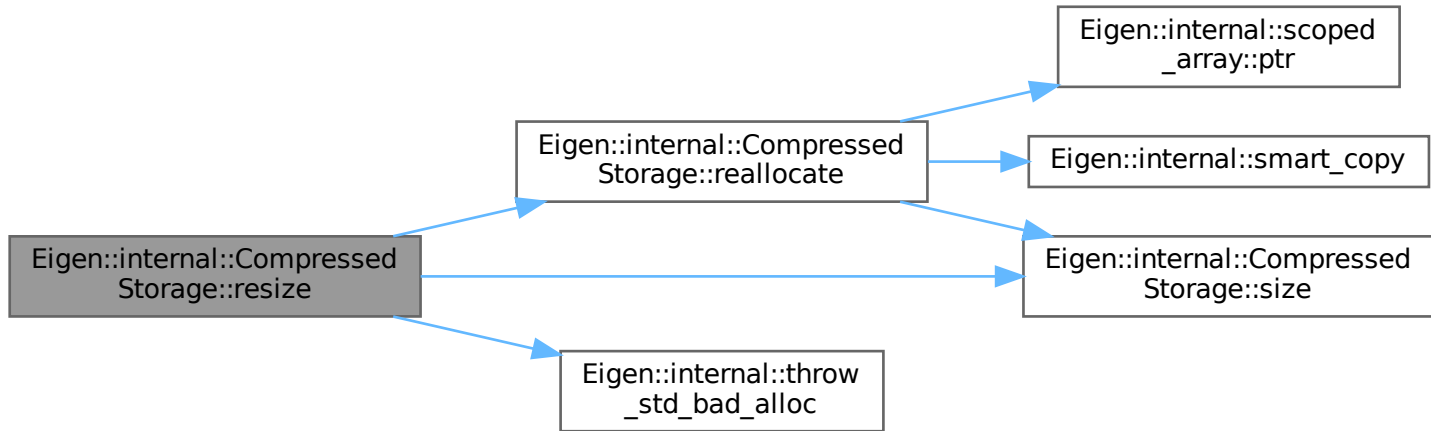 Eigen::internal::scoped
_array::ptr
Eigen::internal::Compressed
Storage::reallocate
Eigen::internal::smart_copy
Eigen::internal::Compressed
Storage::resize
Eigen::internal::Compressed
Storage::size
Eigen::internal::throw
_std_bad_alloc